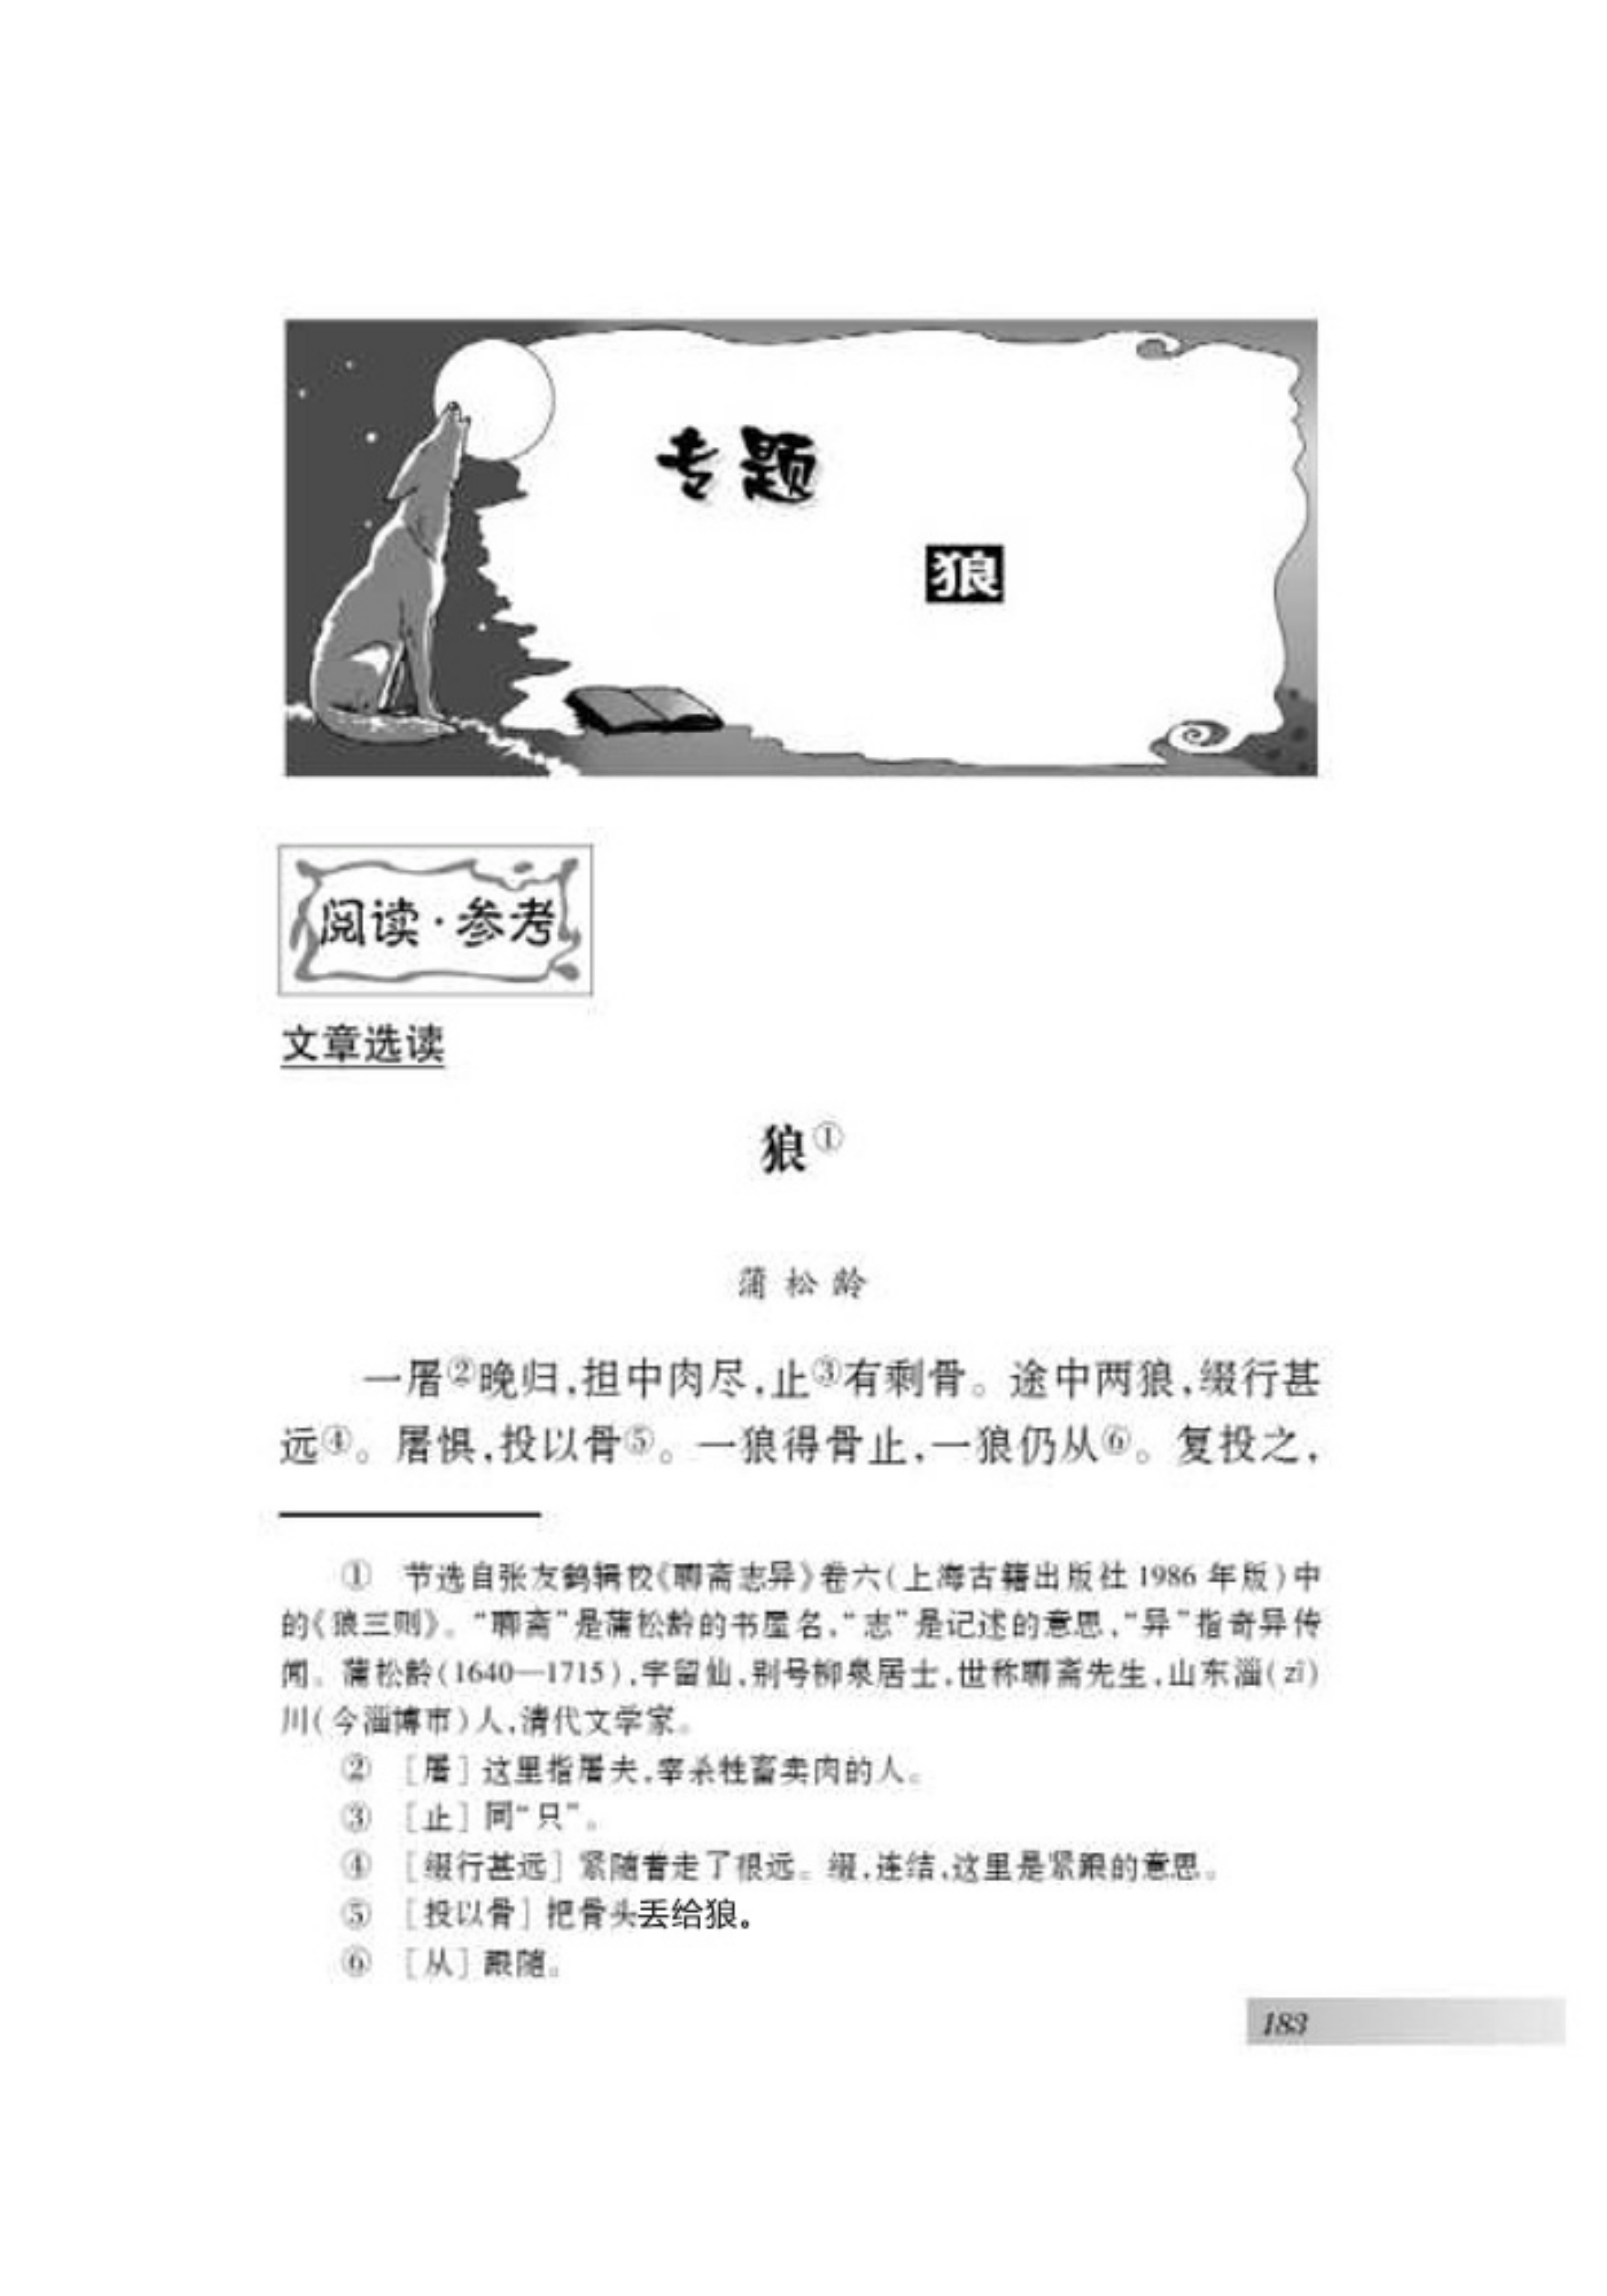 专题
狼
阅读·参考
文章选读
狼①
蒲松龄
一屠②晚归,担中肉尽,止③有剩骨。途中两狼,缀行甚
远④。屠惧,投以骨⑤。一狼得骨止,一狼仍从⑥。复投之,
① 节选自张友鹤辑校《聊斋志异》卷六(上海古籍出版社1986年版)中
的《狼三则》。“聊斋”是蒲松龄的书屋名,“志”是记述的意思,“异”指奇异传
闻。蒲松龄(1640—1715),字留仙,别号柳泉居士,世称聊斋先生,山东淄(zī)
川(今淄博市)人,清代文学家。
② [屠] 这里指屠夫,宰杀牲畜卖肉的人。
③ [止] 同“只”。
④ [缀行甚远] 紧随着走了很远。缀,连结,这里是紧跟的意思。
⑤ [投以骨] 把骨头丢给狼。
⑥ [从] 跟随。
183